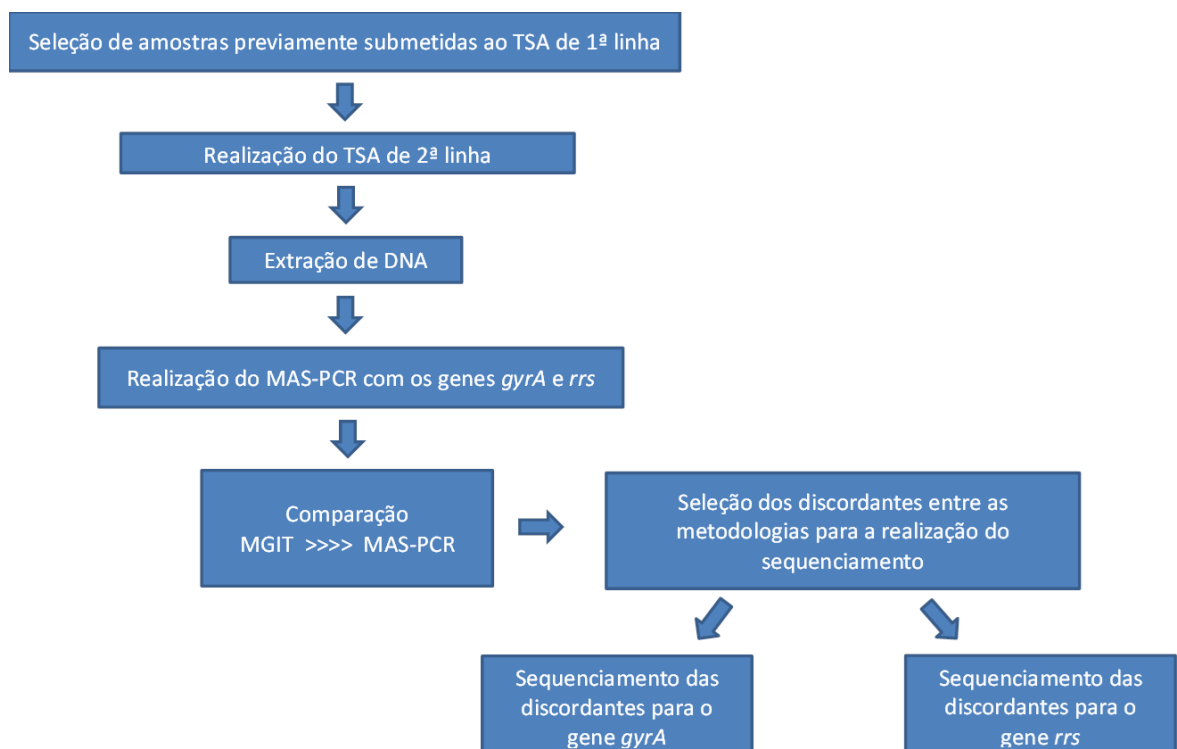 Seleção de amostras previamente submetidas ao TSA de 1ª linha
Realização do TSA de 2ª linha
Extração de DNA
Realização do MAS-PCR com os genes gyrA e rrs
Comparação
MGIT >>>> MAS-PCR
Seleção dos discordantes entre as
metodologias para a realização do
sequenciamento
Sequenciamento das
discordantes para o
gene gyrA
Sequenciamento das
discordantes para o
gene rrs